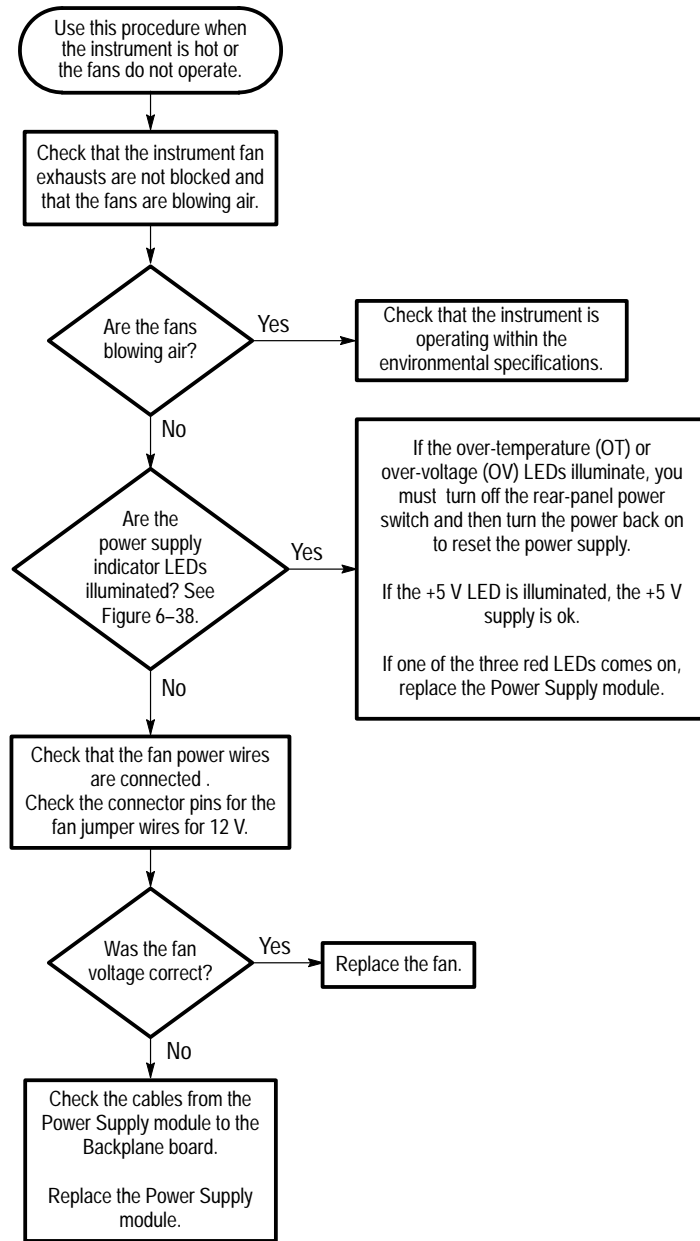 Use this procedure when
the instrument is hot or
the fans do not operate.
Check that the instrument fan
exhausts are not blocked and
that the fans are blowing air.
Are the fans
blowing air?
Yes
Check that the instrument is
operating within the
environmental specifications.
No
Are the
power supply
indicator LEDs
illuminated? See
Figure 6–38.
Yes
If the over-temperature (OT) or
over-voltage (OV) LEDs illuminate, you
must turn off the rear-panel power
switch and then turn the power back on
to reset the power supply.
If the +5 V LED is illuminated, the +5 V
supply is ok.
If one of the three red LEDs comes on,
replace the Power Supply module.
No
Check that the fan power wires
are connected .
Check the connector pins for the
fan jumper wires for 12 V.
Was the fan
voltage correct?
Yes
Replace the fan.
No
Check the cables from the
Power Supply module to the
Backplane board.
Replace the Power Supply
module.